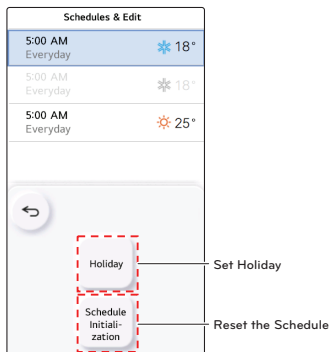 Schedules & Edit
5:00 AM
Everyday
18°
5:00 AM
Everyday
18°
5:00 AM
Everyday
25°
Holiday
Set Holiday
Schedule
Initiali-
zation
Reset the Schedule